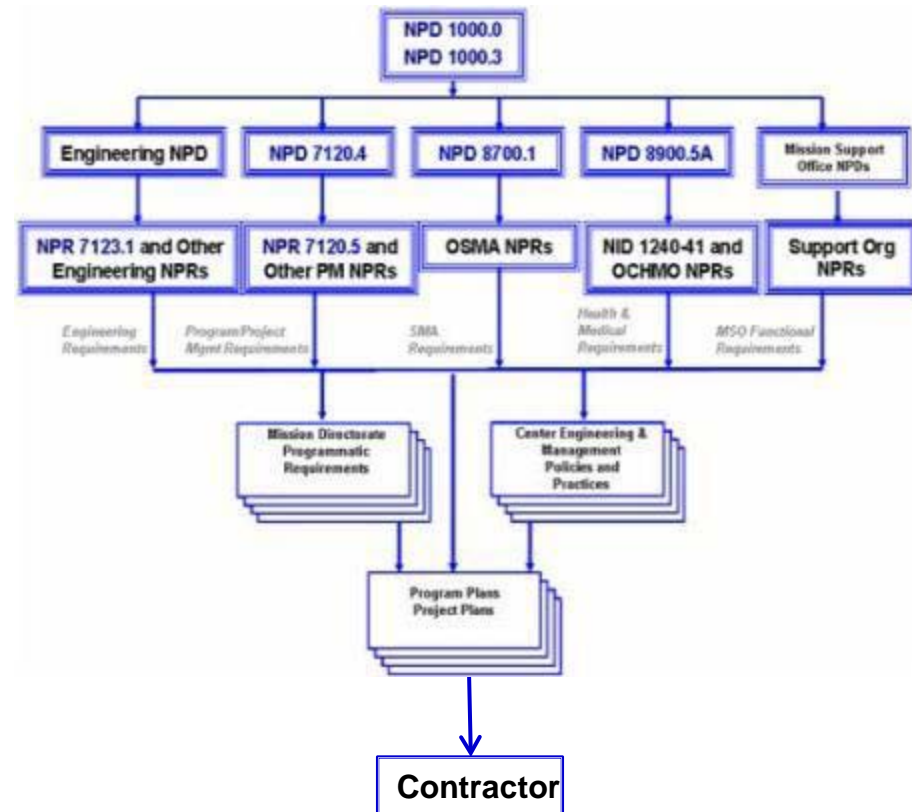 NPD 1000.0
NPD 1000.3
Engineering NPD
NPD 7120.4
NPD 8700.1
NPD 8900.5A
Mission Support
Office NPDs
NPR 7123.1 and Other
Engineering NPRs
NPR 7120.5 and
Other PM NPRs
OSMA NPRs
NID 1240-41 and
OCHMO NPRs
Support Org
NPRs
Engineering
Requirements
Program/Project
Mgmt Requirements
SMA
Requirements
Health &
Medical
Requirements
MSO Functional
Requirements
Mission Directorate
Programmatic
Requirements
Center Engineering &
Management
Policies and
Practices
Program Plans
Project Plans
Contractor